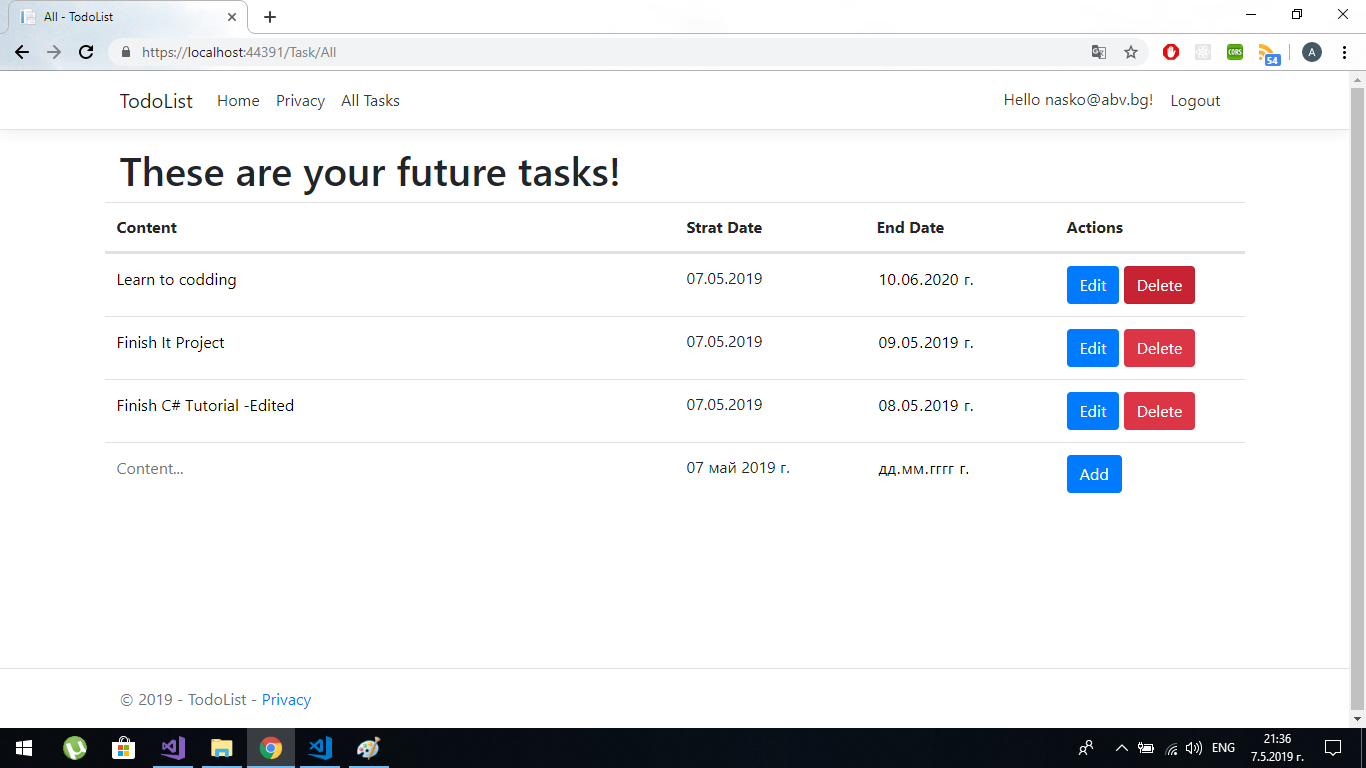 All - TodoList
https://localhost:44391/Task/All
CORS
54
A
TodoList Home Privacy All Tasks Hello nasko@abv.bg! Logout
These are your future tasks!
Content Strat Date End Date Actions
Learn to codding 07.05.2019 10.06.2020 г. Edit Delete
Finish It Project 07.05.2019 09.05.2019 г. Edit Delete
Finish C# Tutorial -Edited 07.05.2019 08.05.2019 г. Edit Delete
Content... 07 май 2019 г. дд.мм.гггг г. Add
© 2019 - TodoList - Privacy
ENG
21:36
7.5.2019 г.